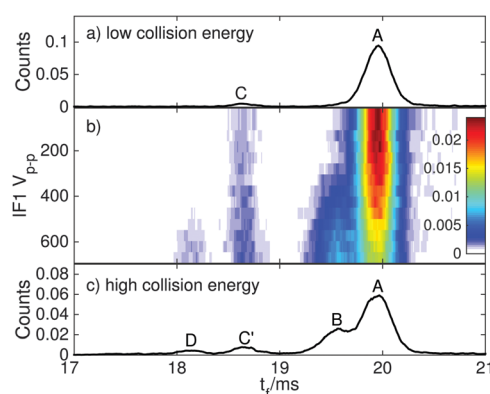 a) low collision energy
A
0.1
0.05
0
Counts
C
b)
200
400
600
IF1 Vp-p
0.02
0.015
0.01
0.005
0
c) high collision energy
A
0.08
0.06
0.04
0.02
0
Counts
D
C'
B
17
18
19
20
21
tf/ms